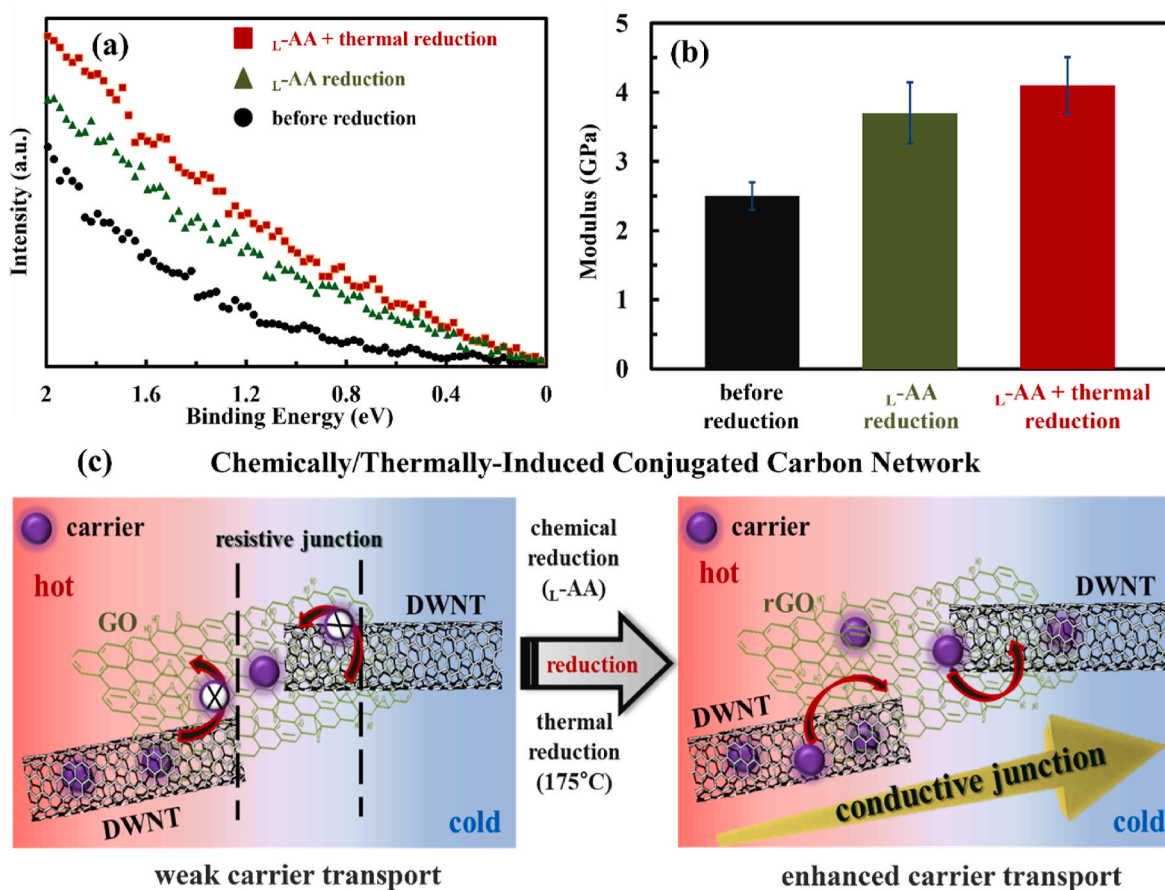 (a)
ʟ-AA + thermal reduction
ʟ-AA reduction
before reduction
Intensity (a.u.)
2 1.6 1.2 0.8 0.4 0
Binding Energy (eV)
(b)
5
4
3
2
1
0
Modulus (GPa)
before
reduction
ʟ-AA
reduction
ʟ-AA + thermal
reduction
(c) Chemically/Thermally-Induced Conjugated Carbon Network
carrier
resistive junction
hot
GO
DWNT
DWNT
cold
weak carrier transport
chemical
reduction
(ʟ-AA)
reduction
thermal
reduction
(175°C)
carrier
hot
rGO
DWNT
DWNT
conductive junction
cold
enhanced carrier transport